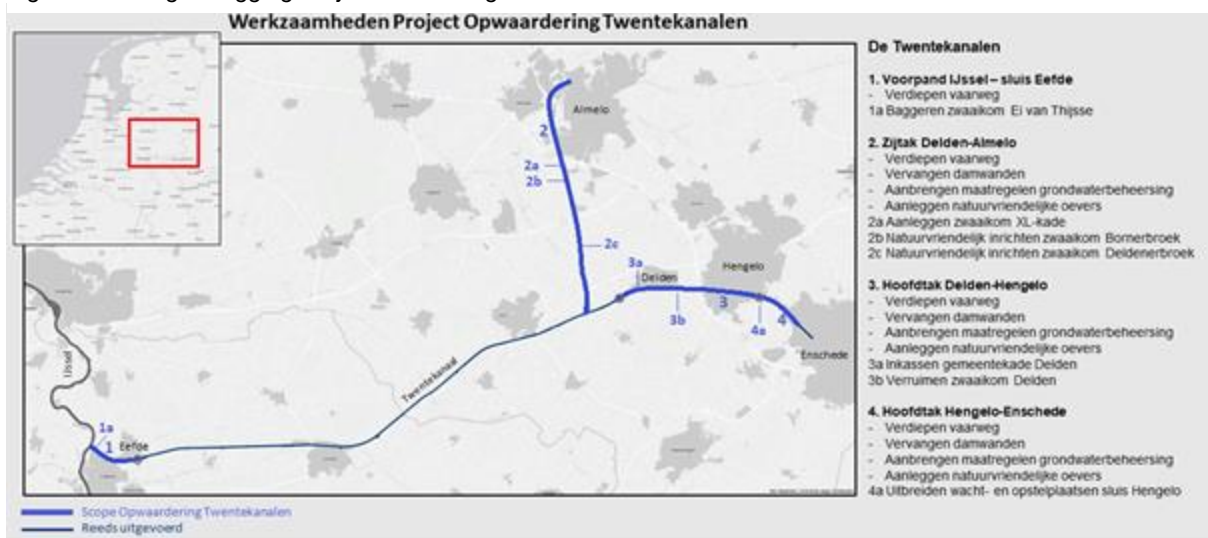 Werkzaamheden Project Opwaardering Twentekanalen
Almelo
2
2a
2b
2c
3a
Delden
Hengelo
3
3b
4a
4
Enschede
IJssel
Twentekanaal
1a
1
Eefde
Scope Opwaardering Twentekanalen
Reeds uitgevoerd
De Twentekanalen
1. Voorpand IJssel – sluis Eefde
- Verdiepen vaarweg
1a Baggeren zwaaikom Ei van Thijsse
2. Zijtak Delden-Almelo
- Verdiepen vaarweg
- Vervangen damwanden
- Aanbrengen maatregelen grondwaterbeheersing
- Aanleggen natuurvriendelijke oevers
2a Aanleggen zwaaikom XL-kade
2b Natuurvriendelijk inrichten zwaaikom Bornerbroek
2c Natuurvriendelijk inrichten zwaaikom Deldenerbroek
3. Hoofdtak Delden-Hengelo
- Verdiepen vaarweg
- Vervangen damwanden
- Aanbrengen maatregelen grondwaterbeheersing
- Aanleggen natuurvriendelijke oevers
3a Inkassen gemeentekade Delden
3b Verruimen zwaaikom Delden
4. Hoofdtak Hengelo-Enschede
- Verdiepen vaarweg
- Vervangen damwanden
- Aanbrengen maatregelen grondwaterbeheersing
- Aanleggen natuurvriendelijke oevers
4a Uitbreiden wacht- en opstelplaatsen sluis Hengelo